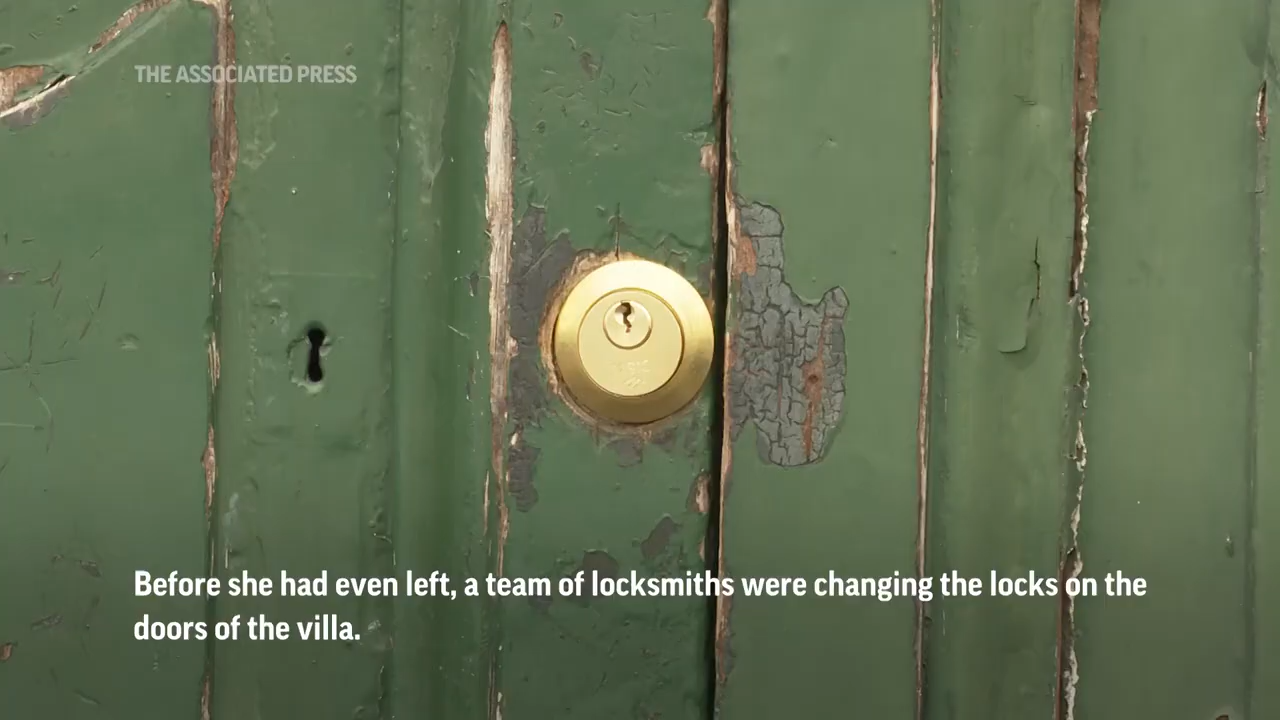 THE ASSOCIATED PRESS
Before she had even left, a team of locksmiths were changing the locks on the
doors of the villa.